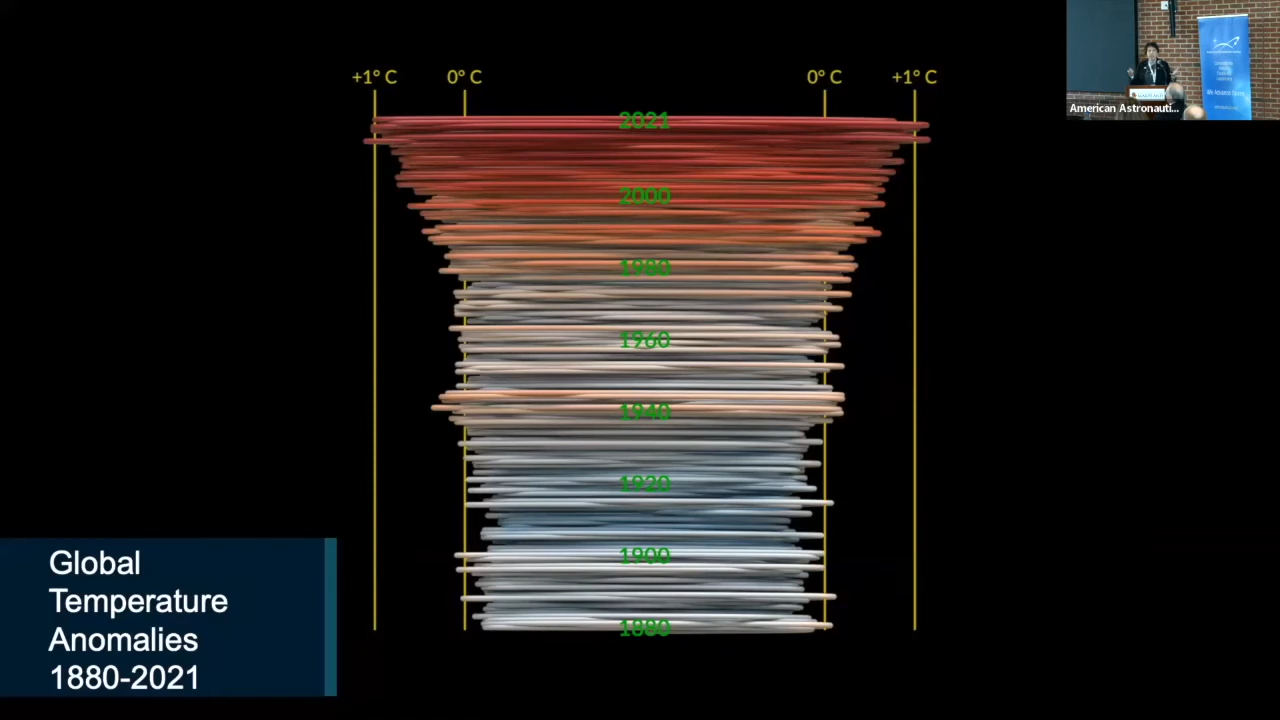 +1° C
0° C
0° C
+1° C
2021
2000
1980
1960
1940
1920
1900
1880
Global
Temperature
Anomalies
1880-2021
American Astronauti...